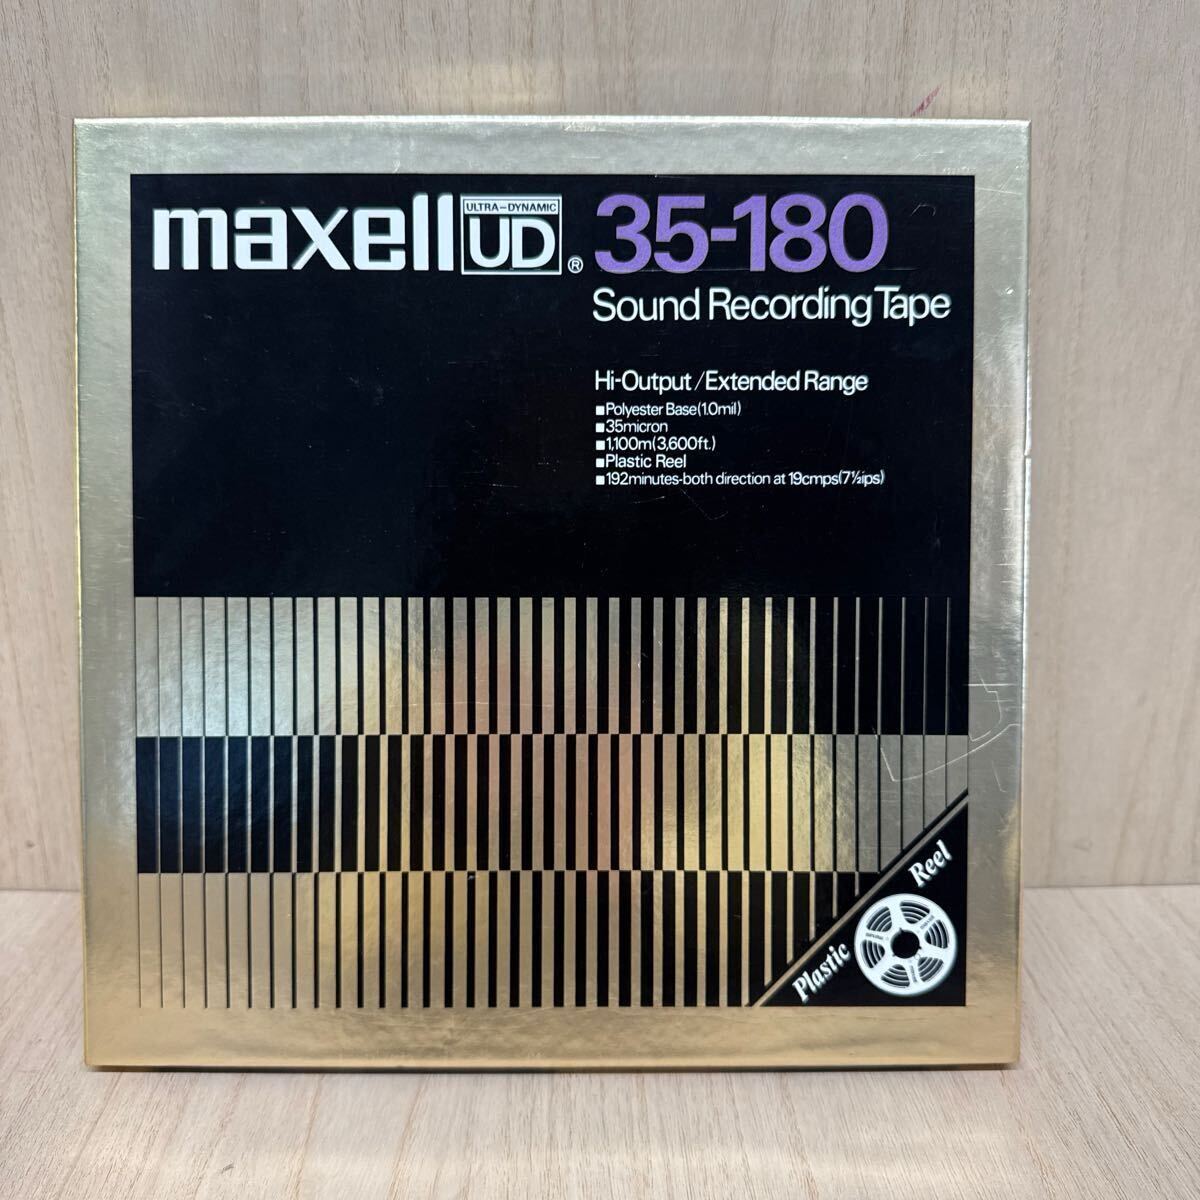 maxell ULTRA-DYNAMIC UD ® 35-180
Sound Recording Tape
Hi-Output/Extended Range
■Polyester Base(1.0mil)
■35micron
■1,100m(3,600ft.)
■Plastic Reel
■192minutes-both direction at 19cmps(7½ips)
Plastic Reel